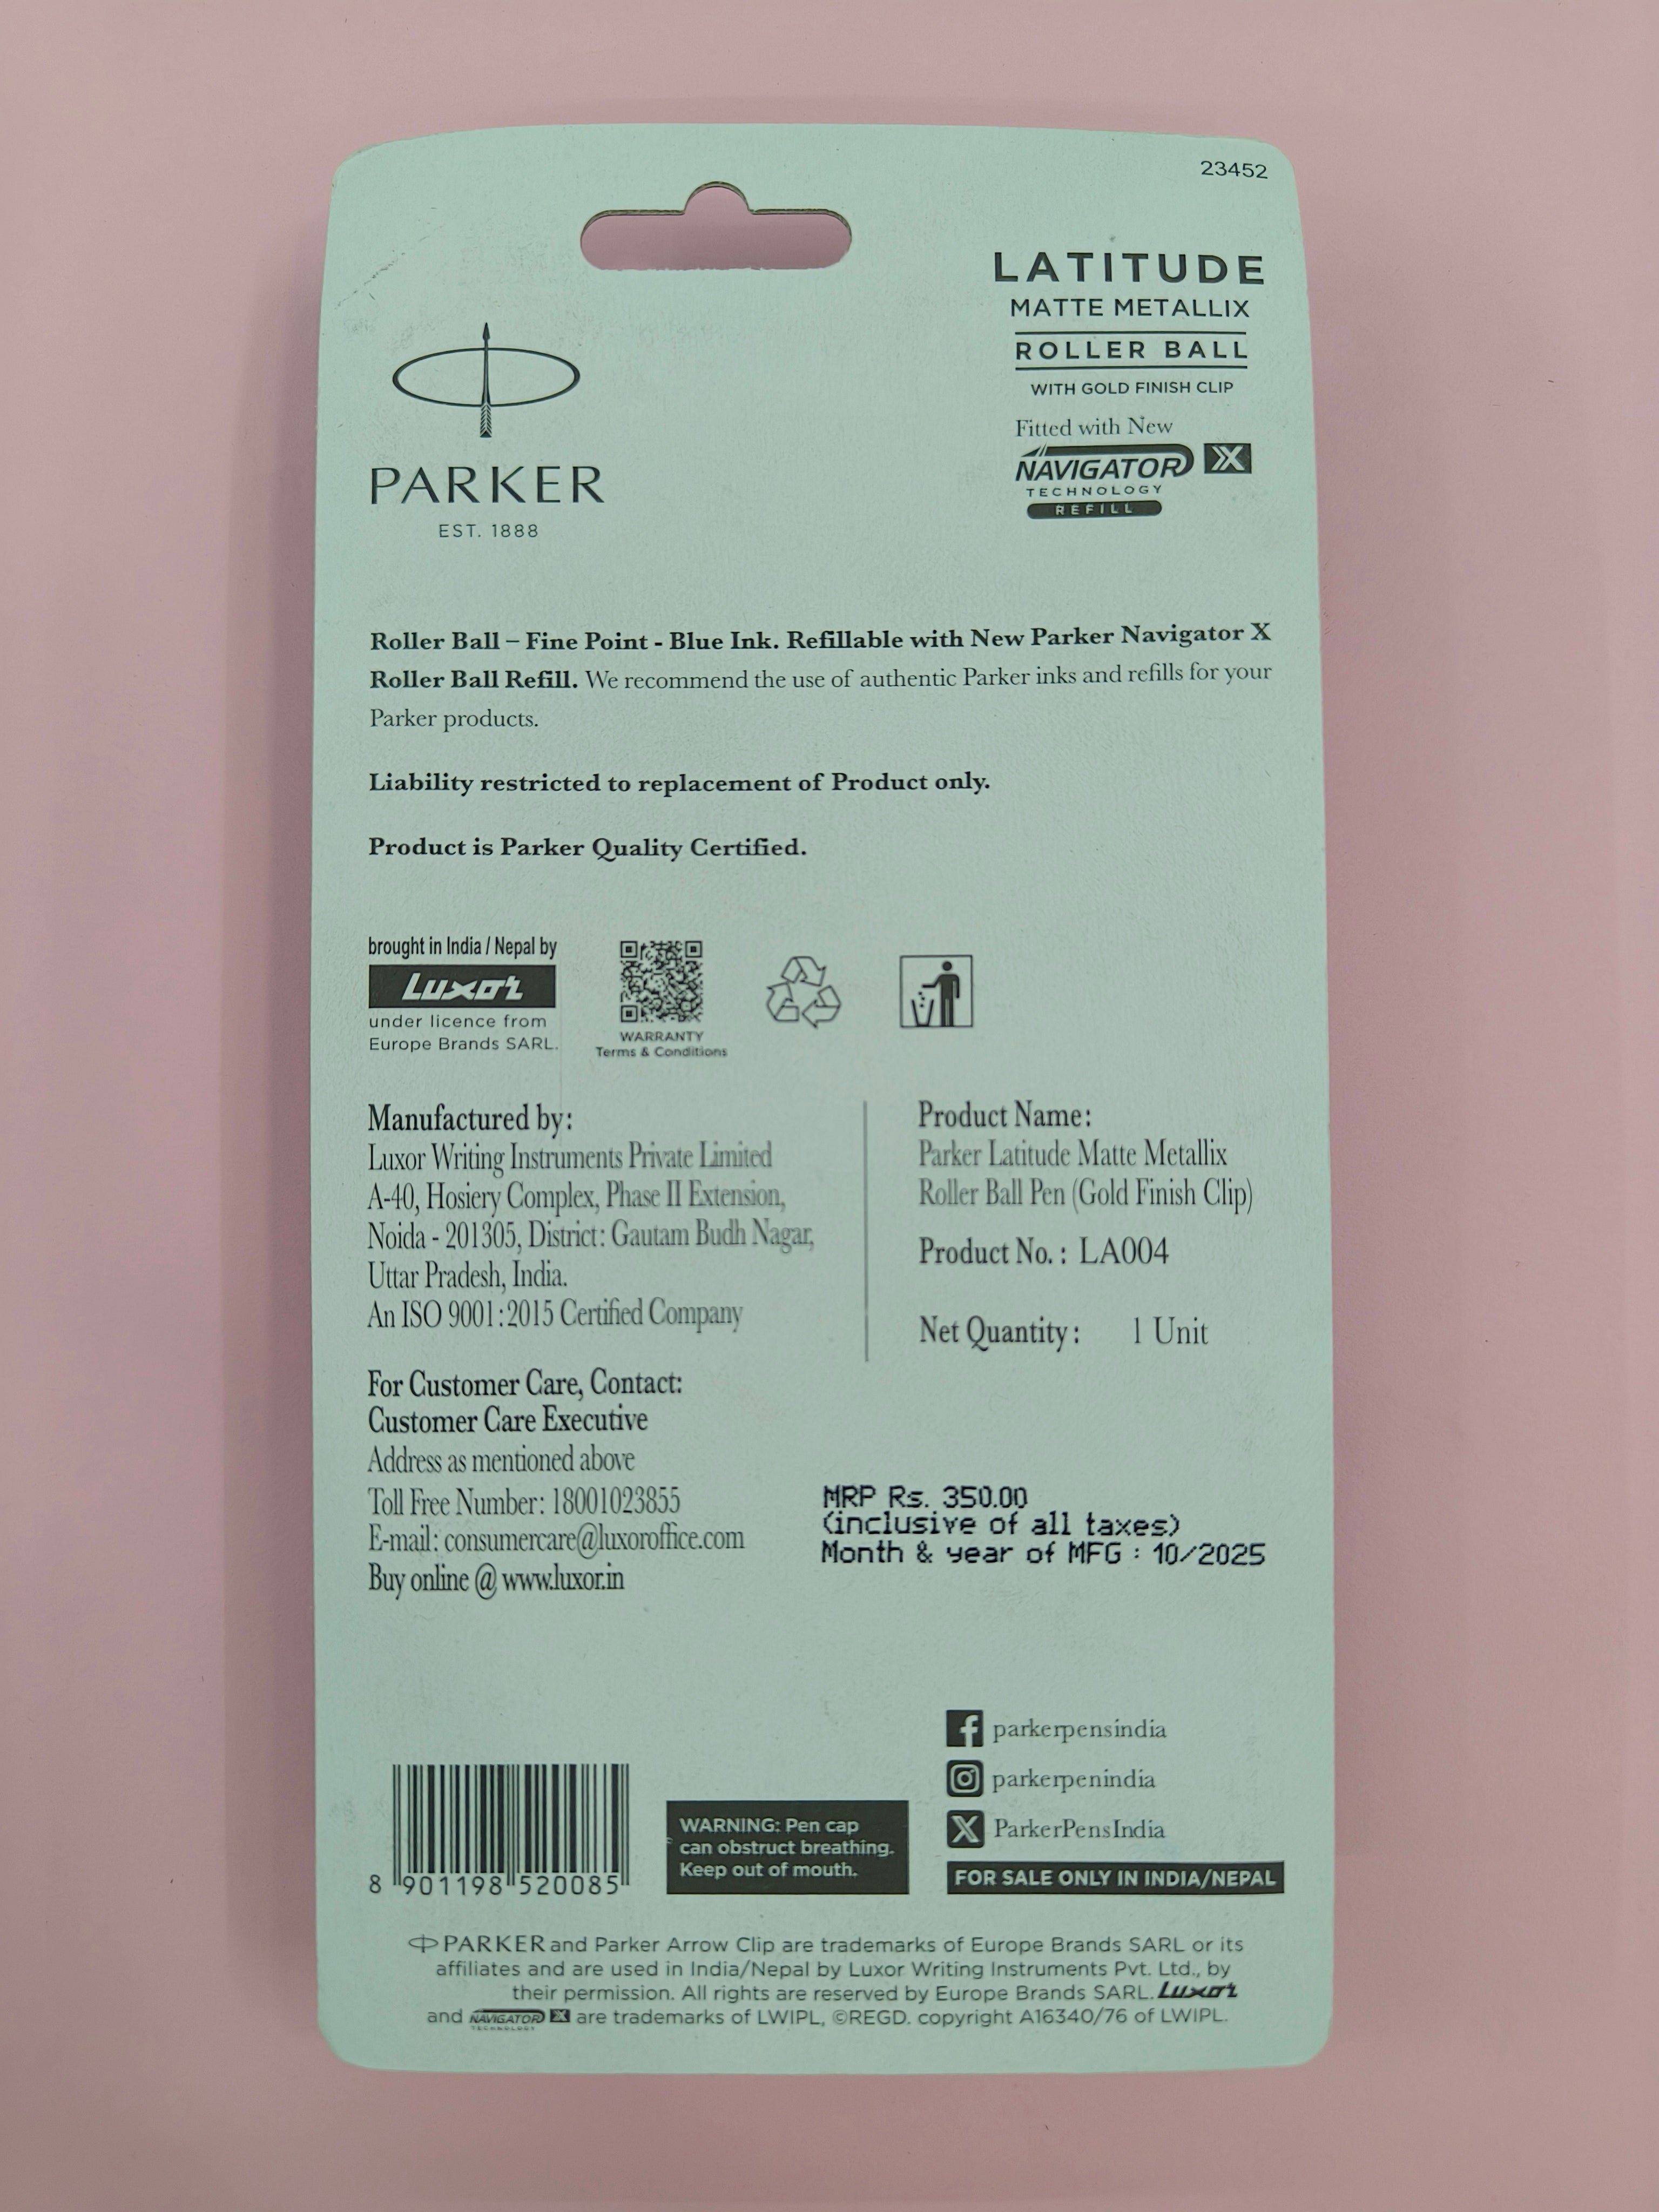 23452
LATITUDE
MATTE METALLIX
ROLLER BALL
WITH GOLD FINISH CLIP
Fitted with New
NAVIGATOR X
TECHNOLOGY
REFILL
PARKER
EST. 1888
Roller Ball – Fine Point - Blue Ink. Refillable with New Parker Navigator X
Roller Ball Refill. We recommend the use of authentic Parker inks and refills for your
Parker products.
Liability restricted to replacement of Product only.
Product is Parker Quality Certified.
brought in India / Nepal by
Luxor
under licence from
Europe Brands SARL.
WARRANTY
Terms & Conditions
Manufactured by:
Luxor Writing Instruments Private Limited
A-40, Hosiery Complex, Phase II Extension,
Noida - 201305, District: Gautam Budh Nagar,
Uttar Pradesh, India.
An ISO 9001:2015 Certified Company
For Customer Care, Contact:
Customer Care Executive
Address as mentioned above
Toll Free Number: 18001023855
E-mail: consumercare@luxoroffice.com
Buy online @ www.luxor.in
Product Name:
Parker Latitude Matte Metallix
Roller Ball Pen (Gold Finish Clip)
Product No. : LA004
Net Quantity : 1 Unit
MRP Rs. 350.00
(inclusive of all taxes)
Month & year of MFG : 10/2025
8 901198 520085
WARNING: Pen cap
can obstruct breathing.
Keep out of mouth.
parkerpensindia
parkerpenindia
ParkerPensIndia
FOR SALE ONLY IN INDIA/NEPAL
PARKER and Parker Arrow Clip are trademarks of Europe Brands SARL or its
affiliates and are used in India/Nepal by Luxor Writing Instruments Pvt. Ltd., by
their permission. All rights are reserved by Europe Brands SARL. Luxor
and NAVIGATOR TECHNOLOGY X are trademarks of LWIPL, ©REGD. copyright A16340/76 of LWIPL.